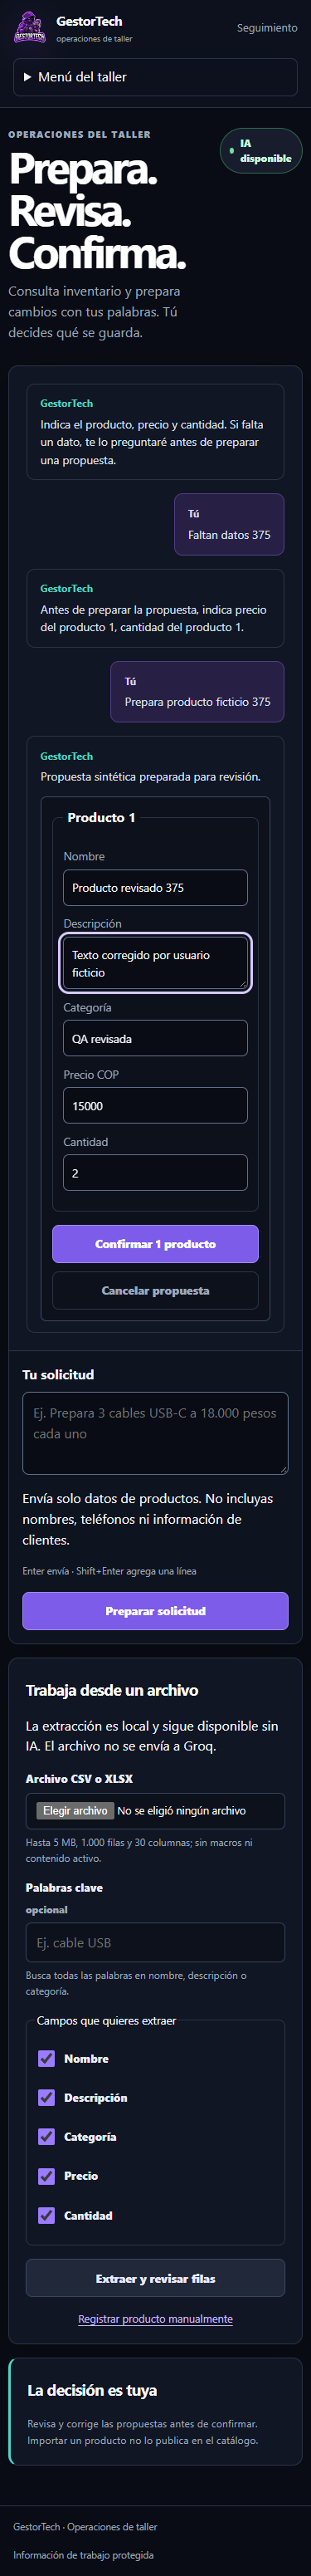 GESTORTECH
GestorTech
operaciones de taller
Seguimiento
▶ Menú del taller
OPERACIONES DEL TALLER
IA
disponible
Prepara.
Revisa.
Confirma.
Consulta inventario y prepara
cambios con tus palabras. Tú
decides qué se guarda.
GestorTech
Indica el producto, precio y cantidad. Si falta
un dato, te lo preguntaré antes de preparar
una propuesta.
Tú
Faltan datos 375
GestorTech
Antes de preparar la propuesta, indica precio
del producto 1, cantidad del producto 1.
Tú
Prepara producto ficticio 375
GestorTech
Propuesta sintética preparada para revisión.
Producto 1
Nombre
Producto revisado 375
Descripción
Texto corregido por usuario
ficticio
Categoría
QA revisada
Precio COP
15000
Cantidad
2
Confirmar 1 producto
Cancelar propuesta
Tu solicitud
Ej. Prepara 3 cables USB-C a 18.000 pesos
cada uno
Envía solo datos de productos. No incluyas
nombres, teléfonos ni información de
clientes.
Enter envía · Shift+Enter agrega una línea
Preparar solicitud
Trabaja desde un archivo
La extracción es local y sigue disponible sin
IA. El archivo no se envía a Groq.
Archivo CSV o XLSX
Elegir archivo No se eligió ningún archivo
Hasta 5 MB, 1.000 filas y 30 columnas; sin macros ni
contenido activo.
Palabras clave
opcional
Ej. cable USB
Busca todas las palabras en nombre, descripción o
categoría.
Campos que quieres extraer
Nombre
Descripción
Categoría
Precio
Cantidad
Extraer y revisar filas
Registrar producto manualmente
La decisión es tuya
Revisa y corrige las propuestas antes de confirmar.
Importar un producto no lo publica en el catálogo.
GestorTech · Operaciones de taller
Información de trabajo protegida